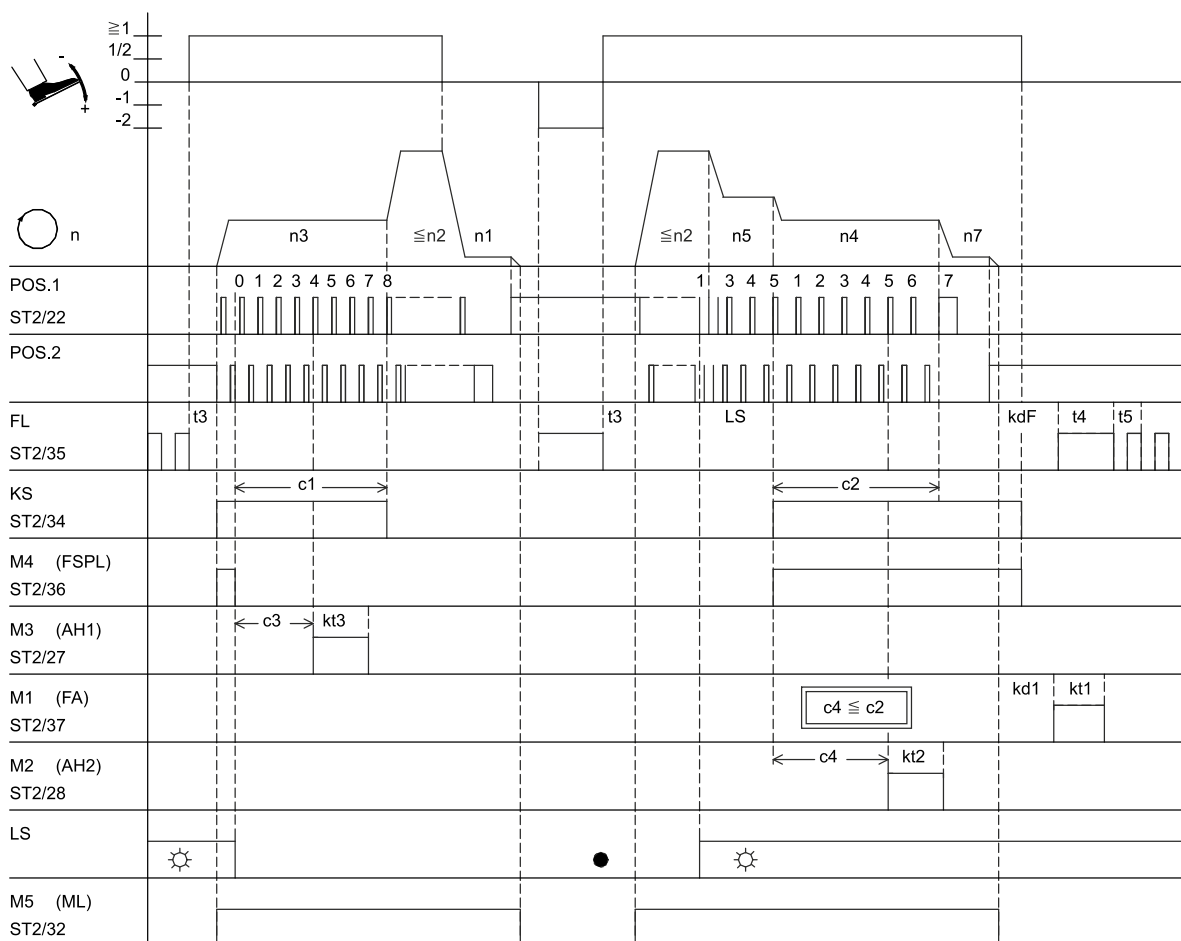 ≧1
1/2
0
-1
-2
-
+
n
n3
≦n2
n1
≦n2
n5
n4
n7
POS.1
ST2/22
0 1 2 3 4 5 6 7 8
1 3 4 5 1 2 3 4 5 6 7
POS.2
FL
ST2/35
t3
t3
LS
kdF
t4
t5
KS
ST2/34
c1
c2
M4 (FSPL)
ST2/36
M3 (AH1)
ST2/27
c3
kt3
M1 (FA)
ST2/37
c4 ≦ c2
kd1
kt1
M2 (AH2)
ST2/28
c4
kt2
LS
M5 (ML)
ST2/32